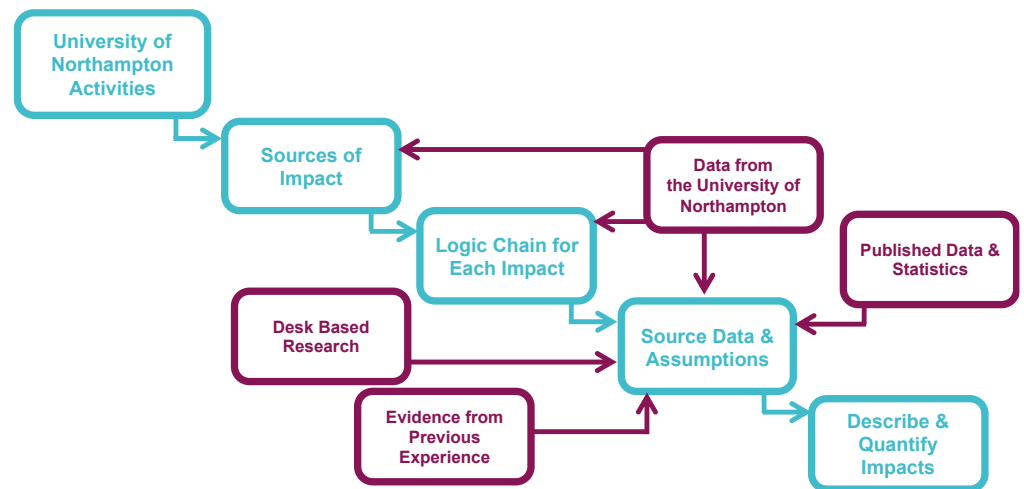 University of
Northampton
Activities
Sources of
Impact
Data from
the University of
Northampton
Logic Chain for
Each Impact
Published Data &
Statistics
Desk Based
Research
Source Data &
Assumptions
Evidence from
Previous
Experience
Describe &
Quantify
Impacts